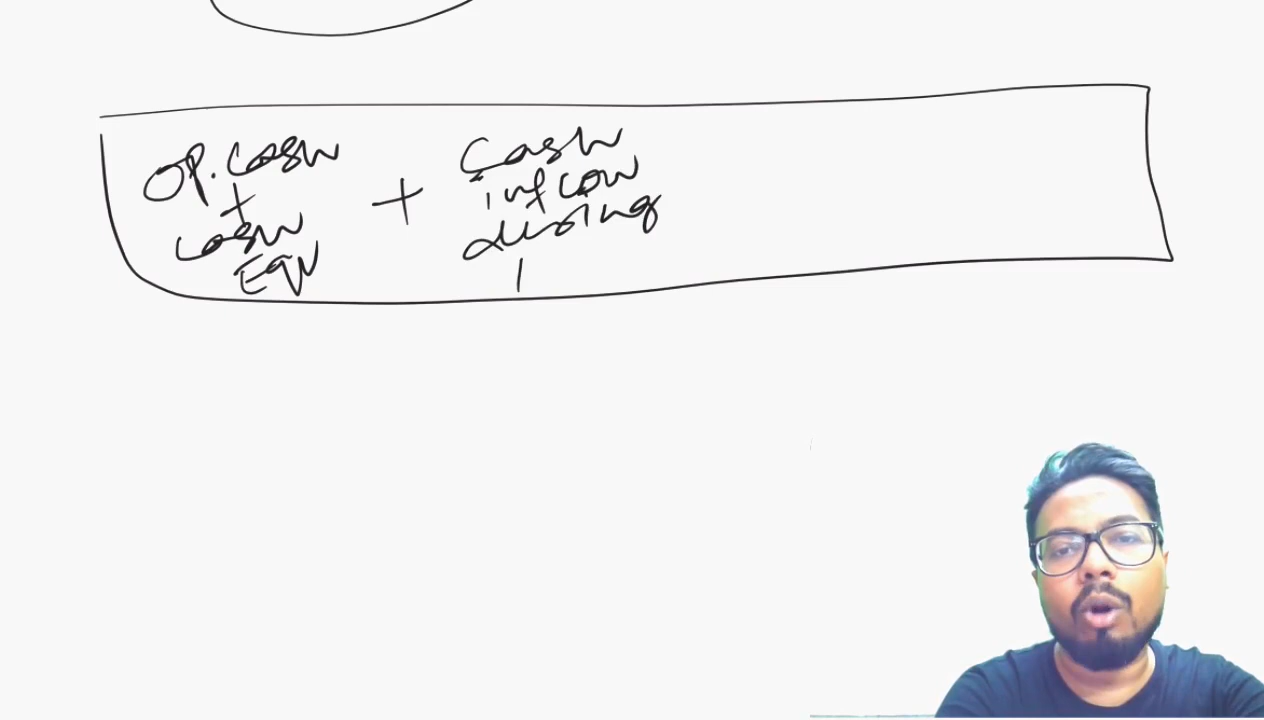 Op. Cash
+
Cash
Eqv
+
Cash
inflow
during